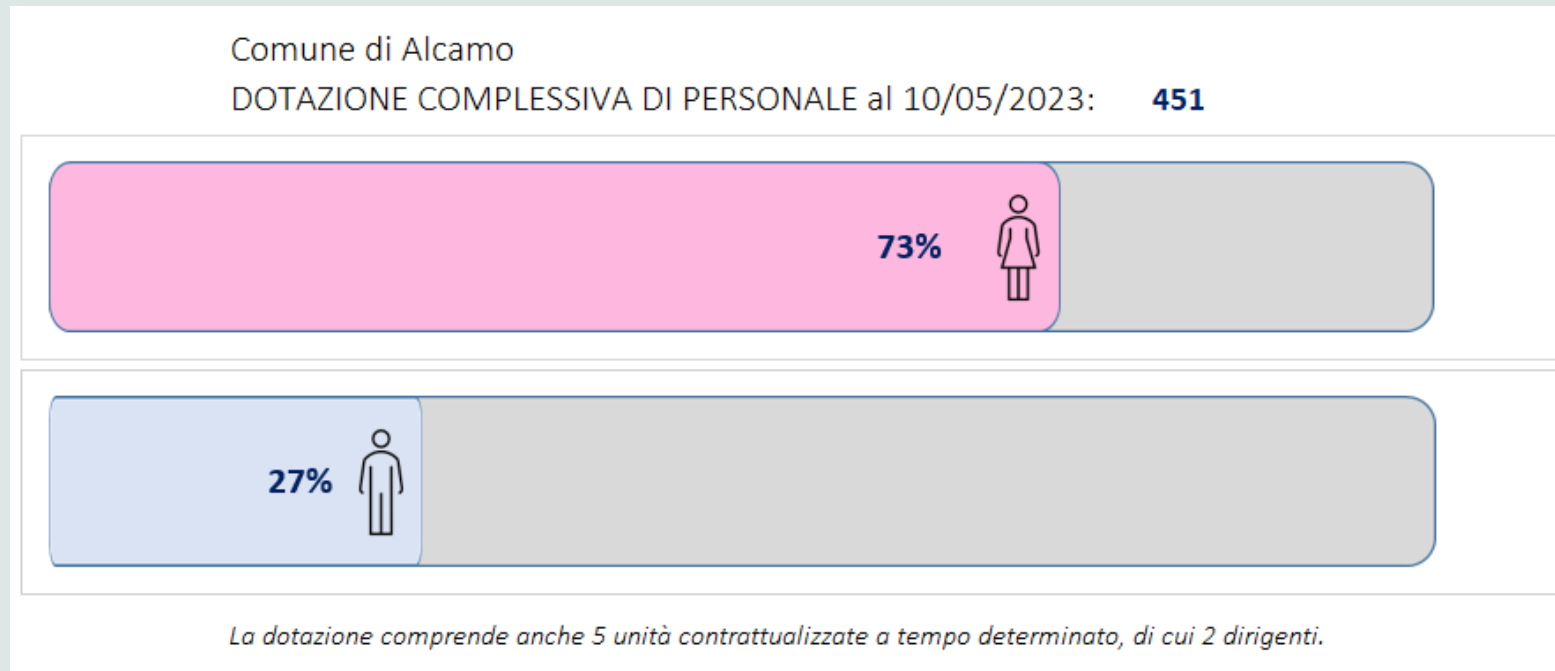 Comune di Alcamo
DOTAZIONE COMPLESSIVA DI PERSONALE al 10/05/2023: 451
73%
27%
La dotazione comprende anche 5 unità contrattualizzate a tempo determinato, di cui 2 dirigenti.